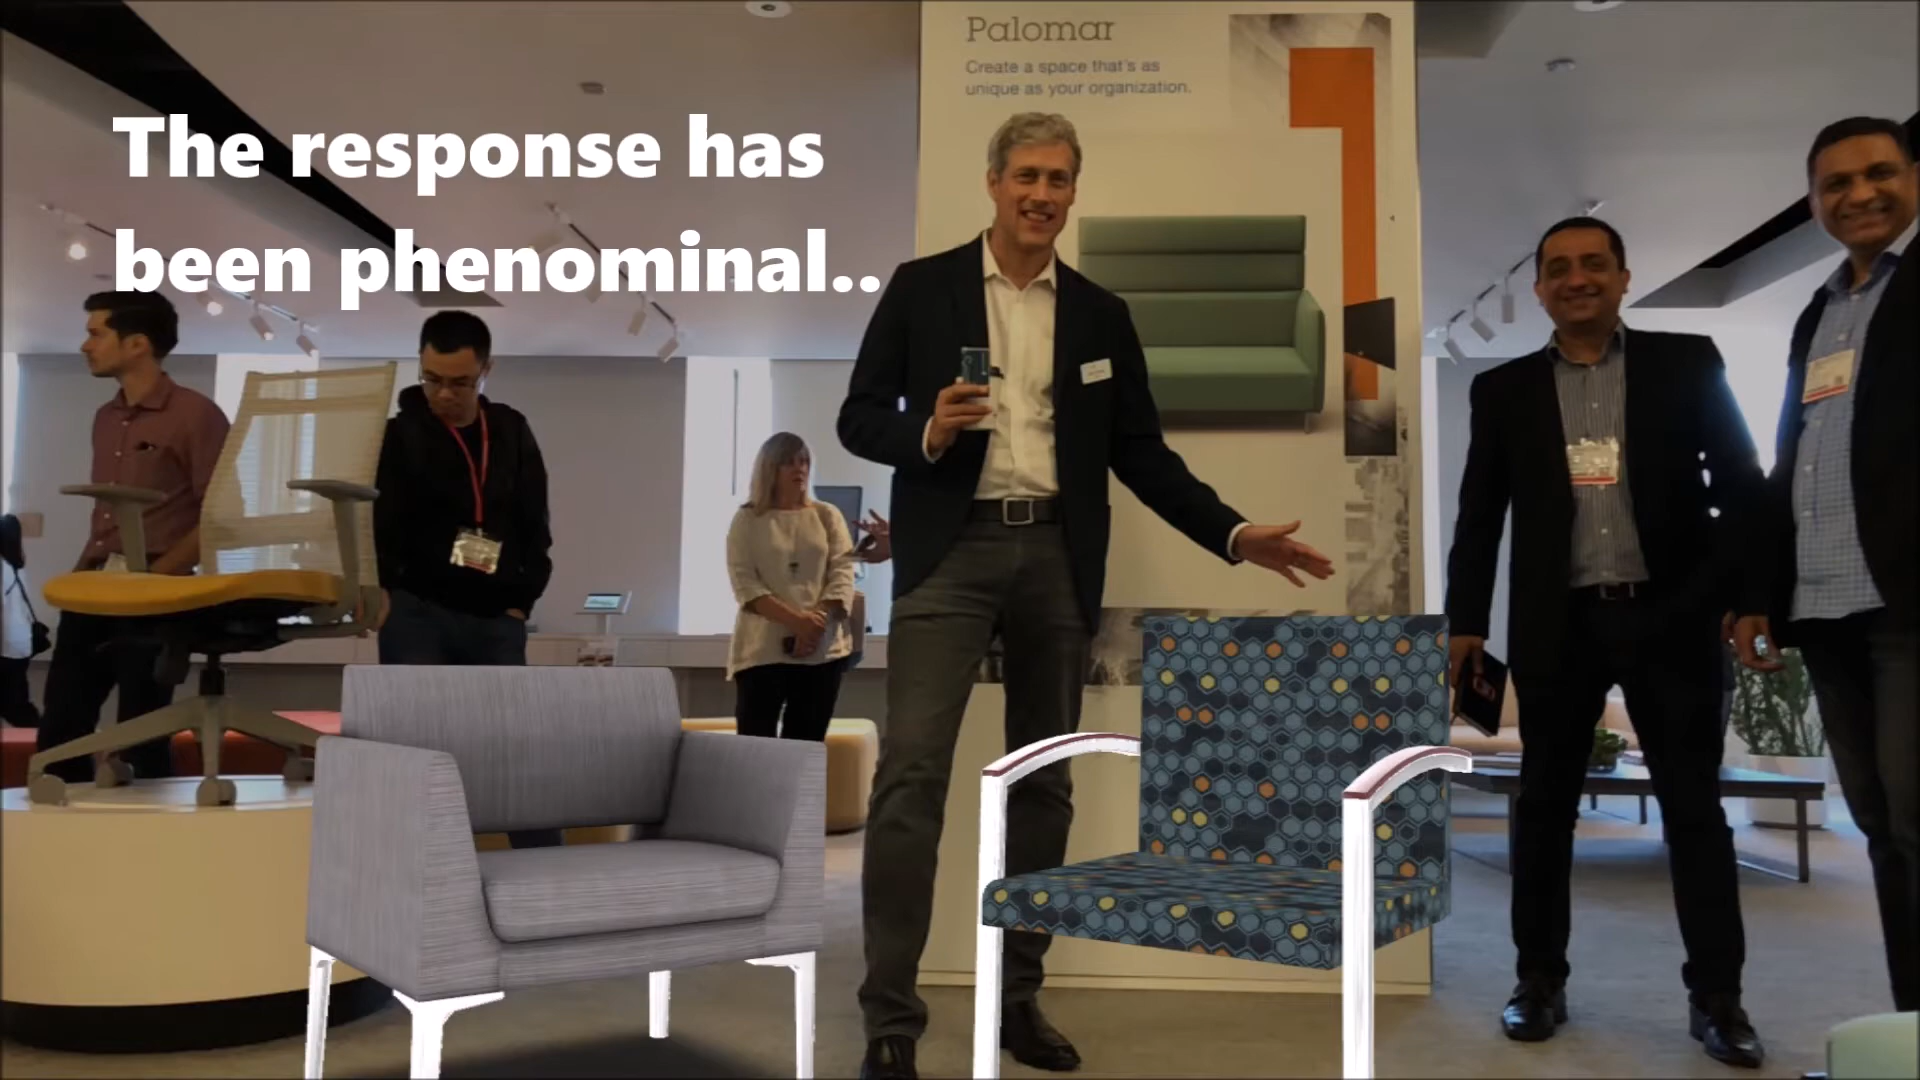 Palomar
Create a space that's as
unique as your organization.
The response has
been phenominal..